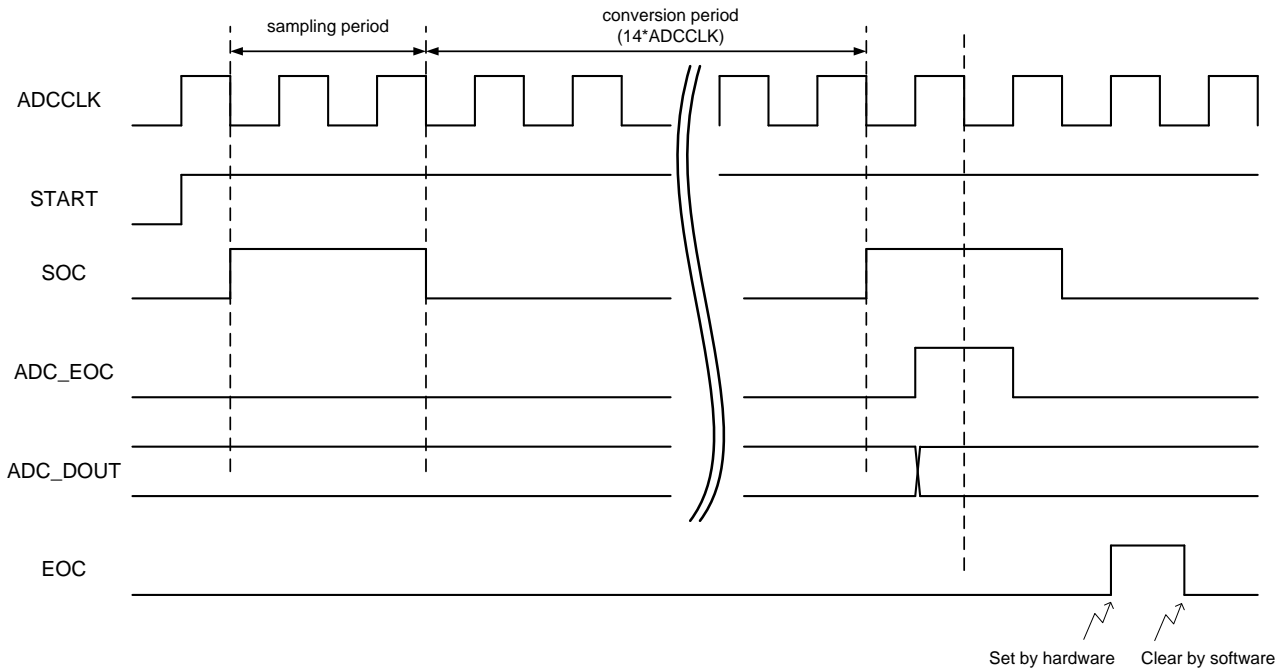 sampling period
conversion period
(14*ADCCLK)
ADCCLK
START
SOC
ADC_EOC
ADC_DOUT
EOC
Set by hardware
Clear by software